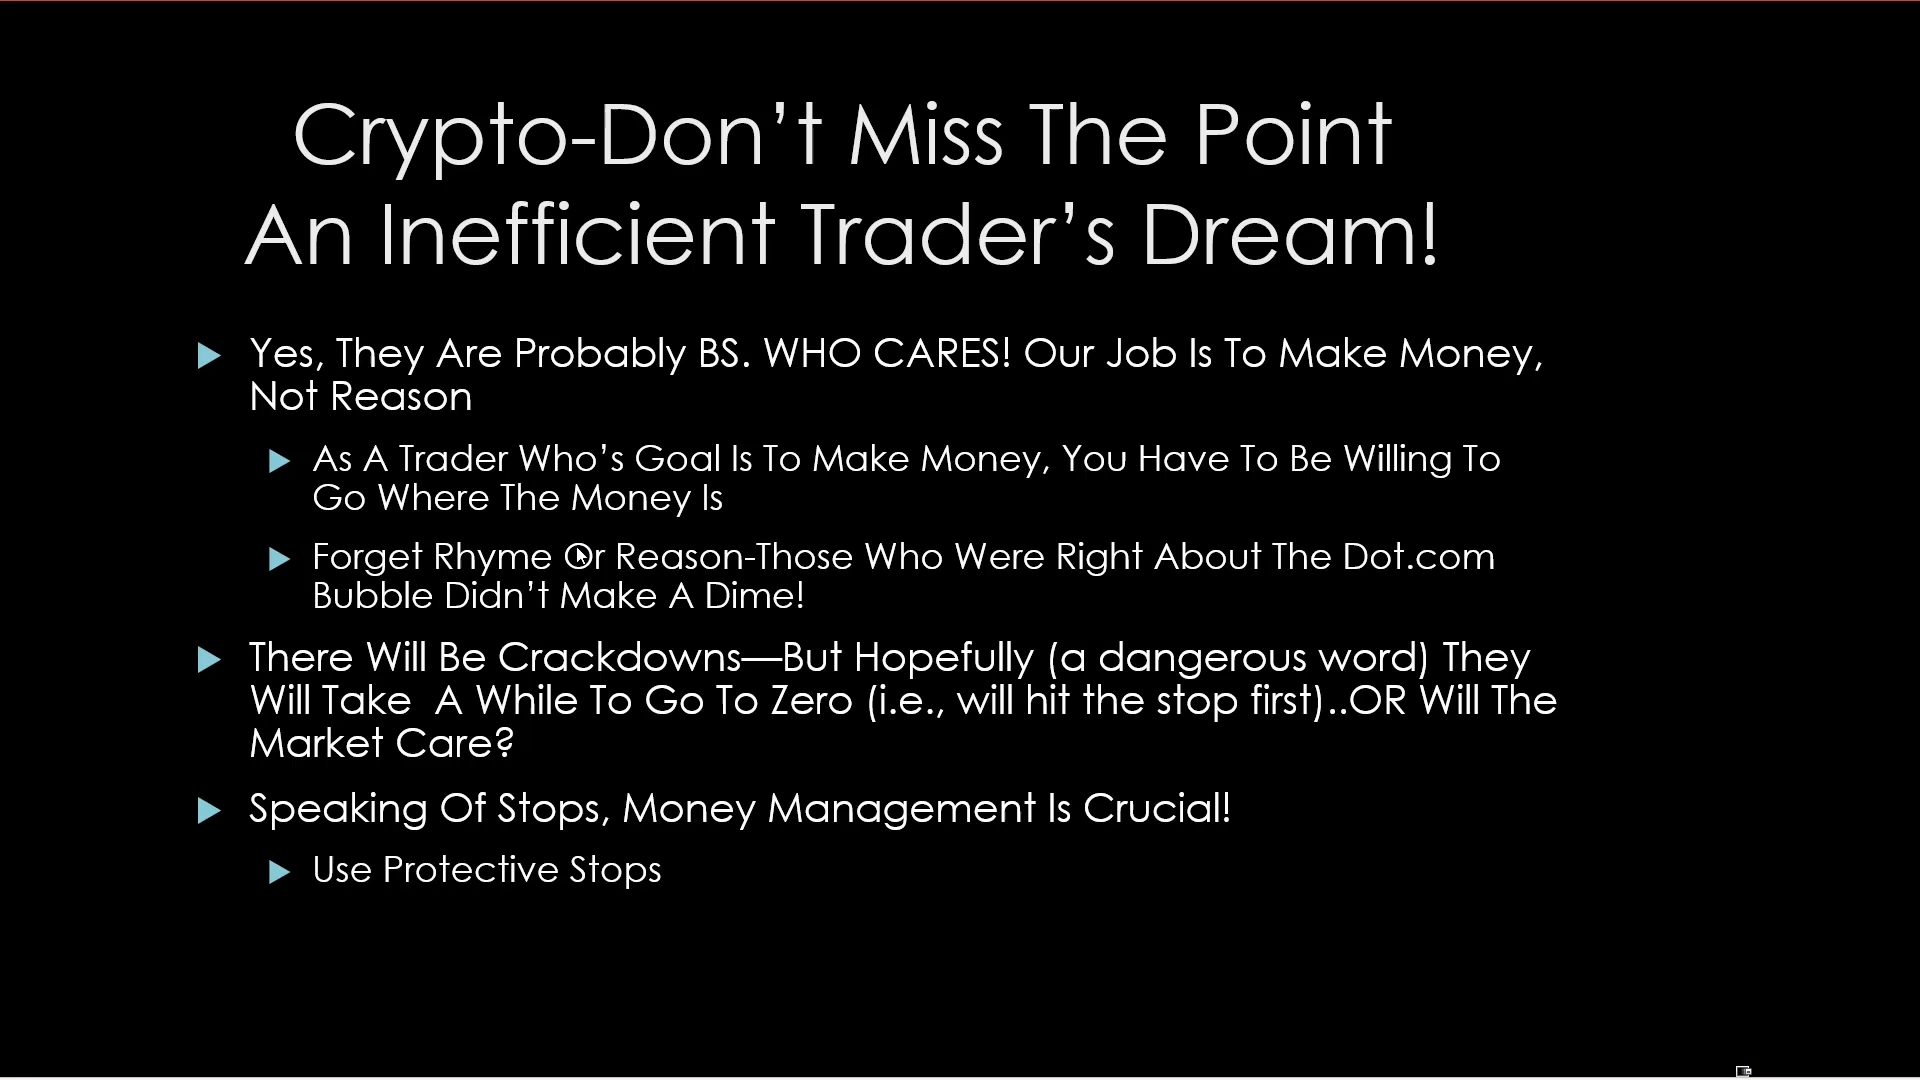 Crypto-Don’t Miss The Point
An Inefficient Trader’s Dream!
Yes, They Are Probably BS. WHO CARES! Our Job Is To Make Money,
Not Reason
As A Trader Who’s Goal Is To Make Money, You Have To Be Willing To
Go Where The Money Is
Forget Rhyme Or Reason-Those Who Were Right About The Dot.com
Bubble Didn’t Make A Dime!
There Will Be Crackdowns—But Hopefully (a dangerous word) They
Will Take  A While To Go To Zero (i.e., will hit the stop first)..OR Will The
Market Care?
Speaking Of Stops, Money Management Is Crucial!
Use Protective Stops